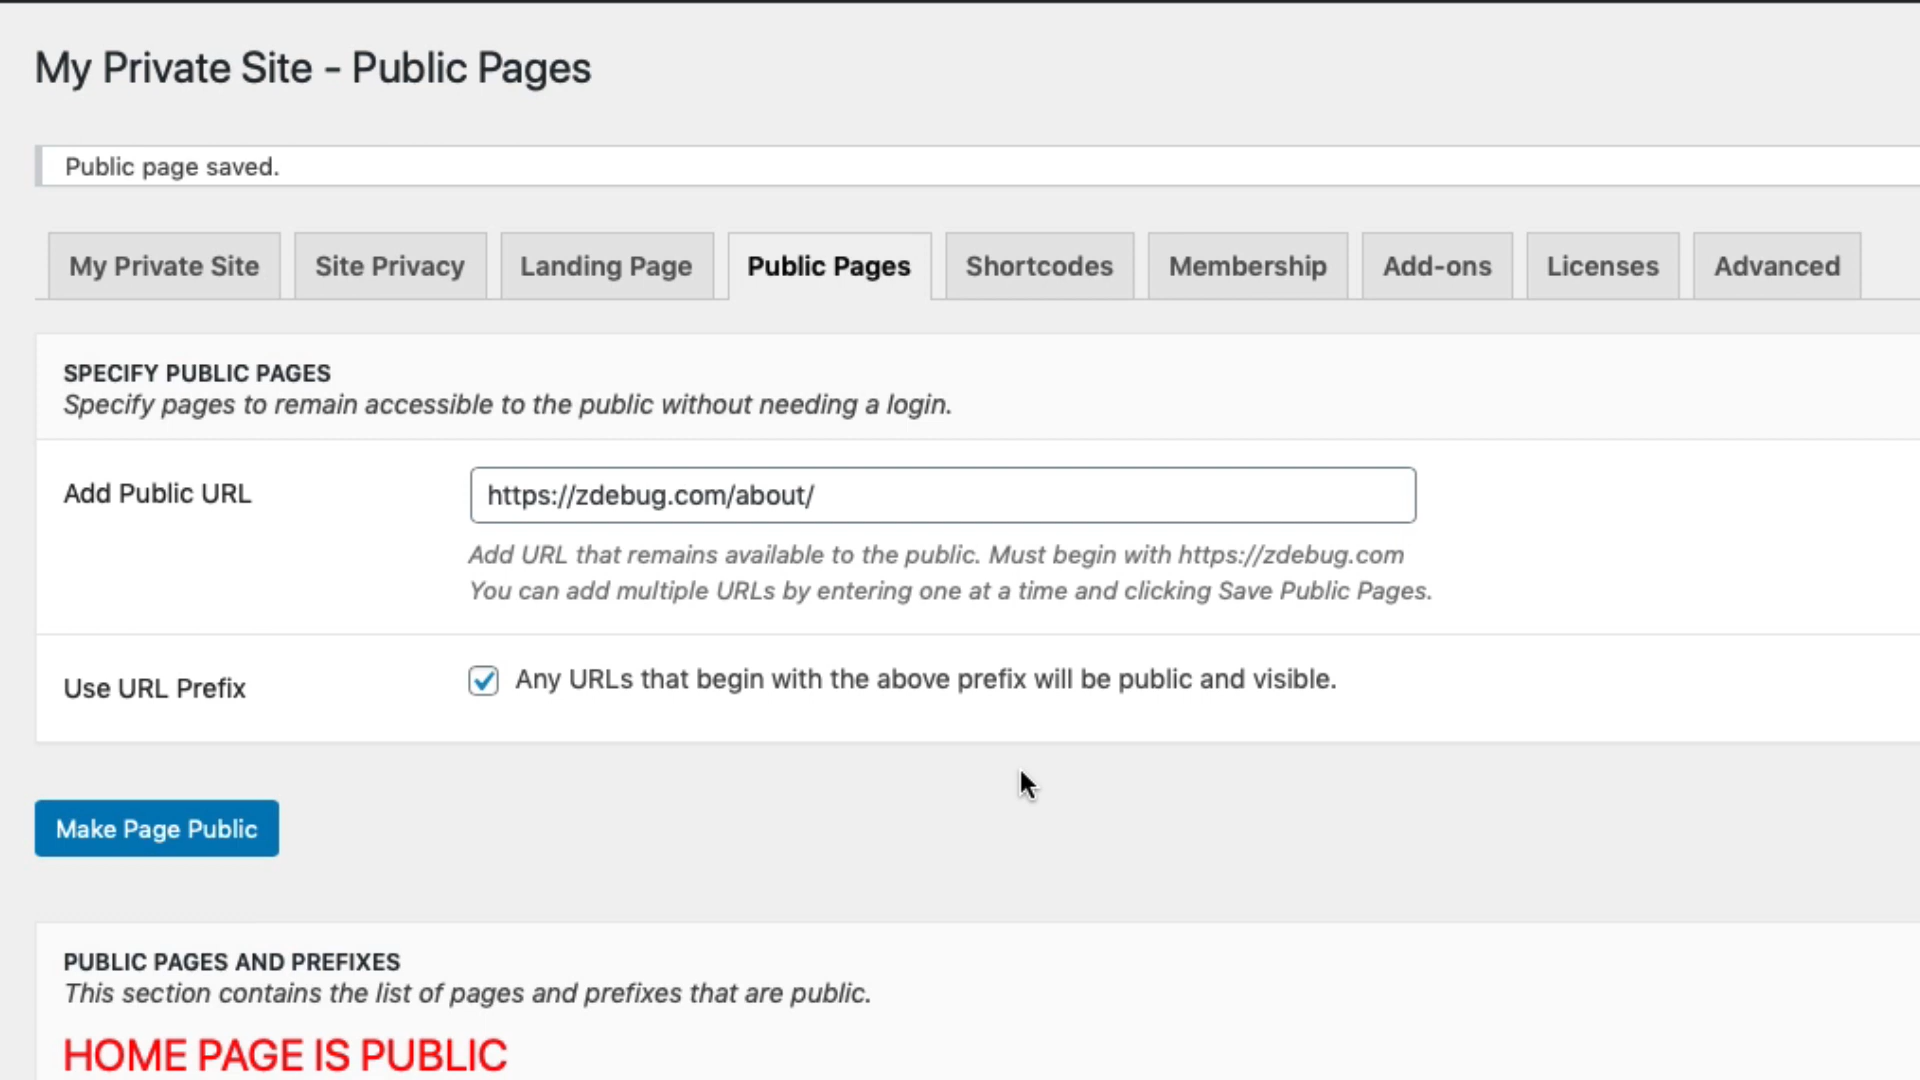 My Private Site - Public Pages
Public page saved.
My Private Site Site Privacy Landing Page Public Pages Shortcodes Membership Add-ons Licenses Advanced
SPECIFY PUBLIC PAGES
Specify pages to remain accessible to the public without needing a login.
Add Public URL https://zdebug.com/about/
Add URL that remains available to the public. Must begin with https://zdebug.com
You can add multiple URLs by entering one at a time and clicking Save Public Pages.
Use URL Prefix Any URLs that begin with the above prefix will be public and visible.
Make Page Public
PUBLIC PAGES AND PREFIXES
This section contains the list of pages and prefixes that are public.
HOME PAGE IS PUBLIC